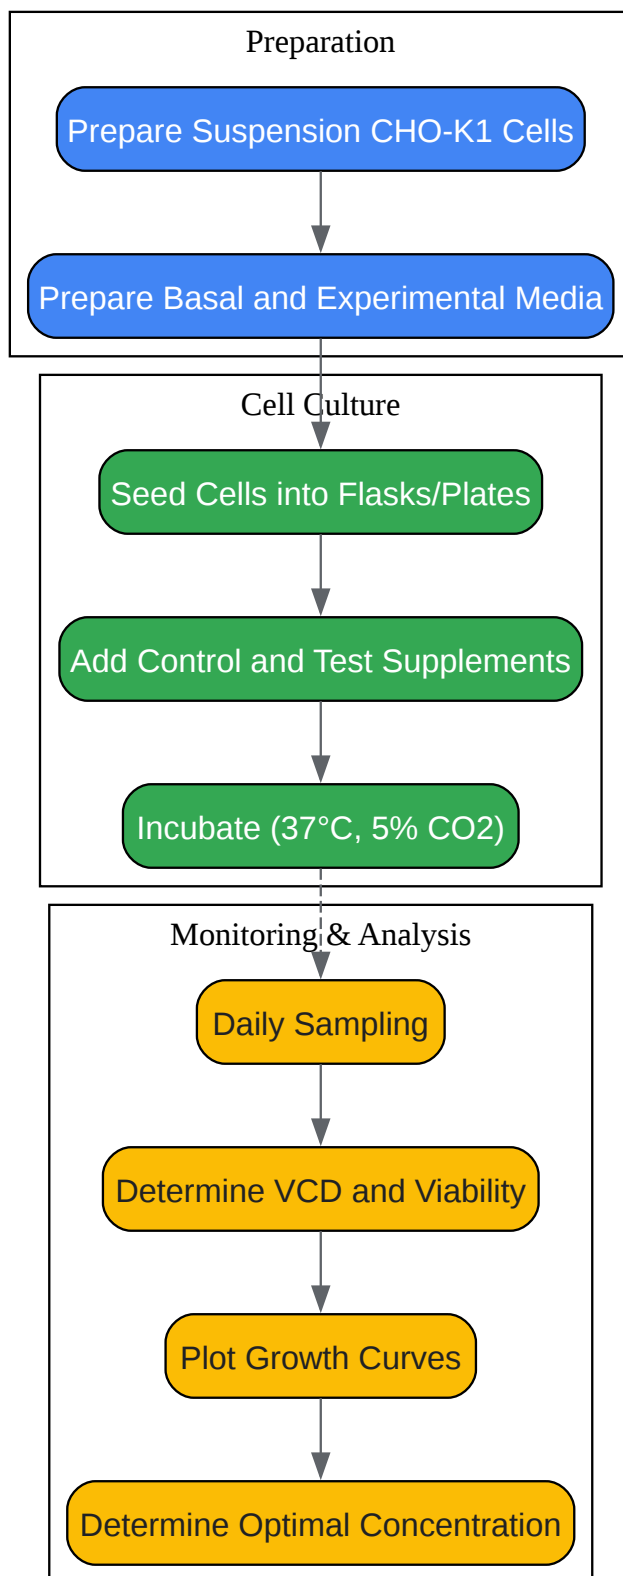 Preparation
Prepare Suspension CHO-K1 Cells
Prepare Basal and Experimental Media
Cell Culture
Seed Cells into Flasks/Plates
Add Control and Test Supplements
Incubate (37°C, 5% CO2)
Monitoring & Analysis
Daily Sampling
Determine VCD and Viability
Plot Growth Curves
Determine Optimal Concentration